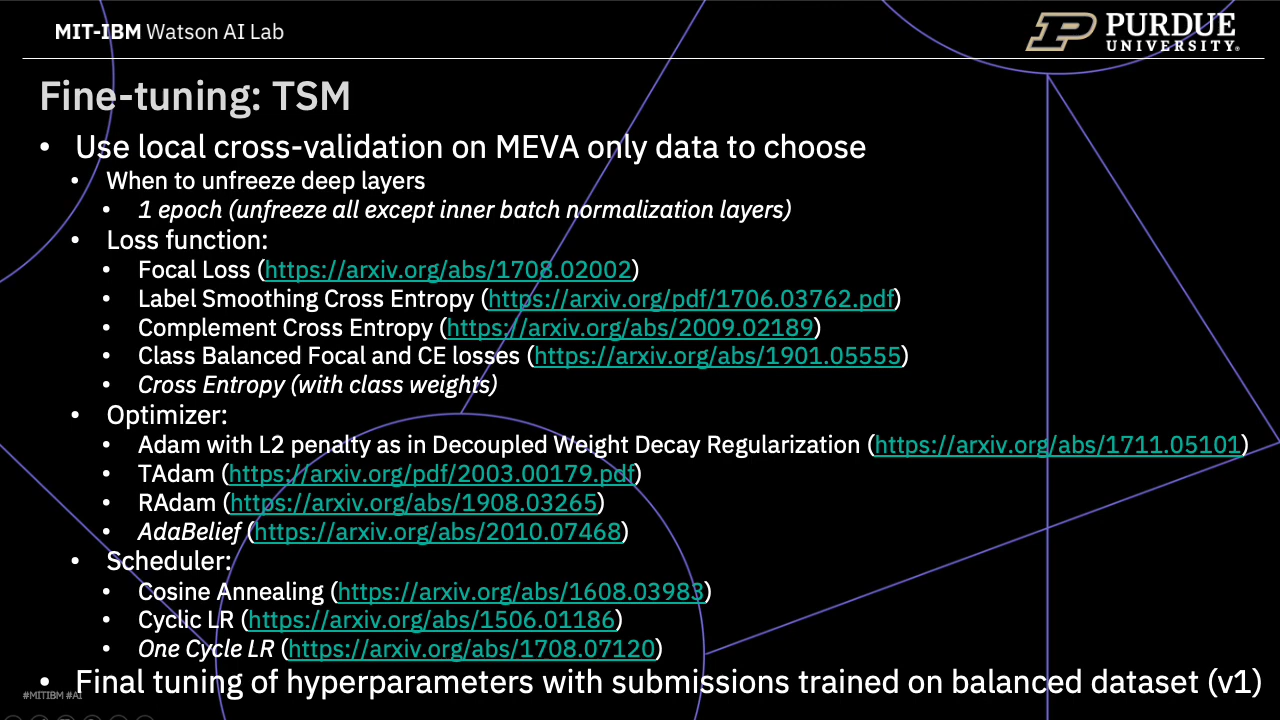 MIT-IBM Watson AI Lab
PURDUE
UNIVERSITY
Fine-tuning: TSM
• Use local cross-validation on MEVA only data to choose
• When to unfreeze deep layers
• 1 epoch (unfreeze all except inner batch normalization layers)
• Loss function:
• Focal Loss (https://arxiv.org/abs/1708.02002)
• Label Smoothing Cross Entropy (https://arxiv.org/pdf/1706.03762.pdf)
• Complement Cross Entropy (https://arxiv.org/abs/2009.02189)
• Class Balanced Focal and CE losses (https://arxiv.org/abs/1901.05555)
• Cross Entropy (with class weights)
• Optimizer:
• Adam with L2 penalty as in Decoupled Weight Decay Regularization (https://arxiv.org/abs/1711.05101)
• TAdam (https://arxiv.org/pdf/2003.00179.pdf)
• RAdam (https://arxiv.org/abs/1908.03265)
• AdaBelief (https://arxiv.org/abs/2010.07468)
• Scheduler:
• Cosine Annealing (https://arxiv.org/abs/1608.03983)
• Cyclic LR (https://arxiv.org/abs/1506.01186)
• One Cycle LR (https://arxiv.org/abs/1708.07120)
• Final tuning of hyperparameters with submissions trained on balanced dataset (v1)
#MITIBM #AI